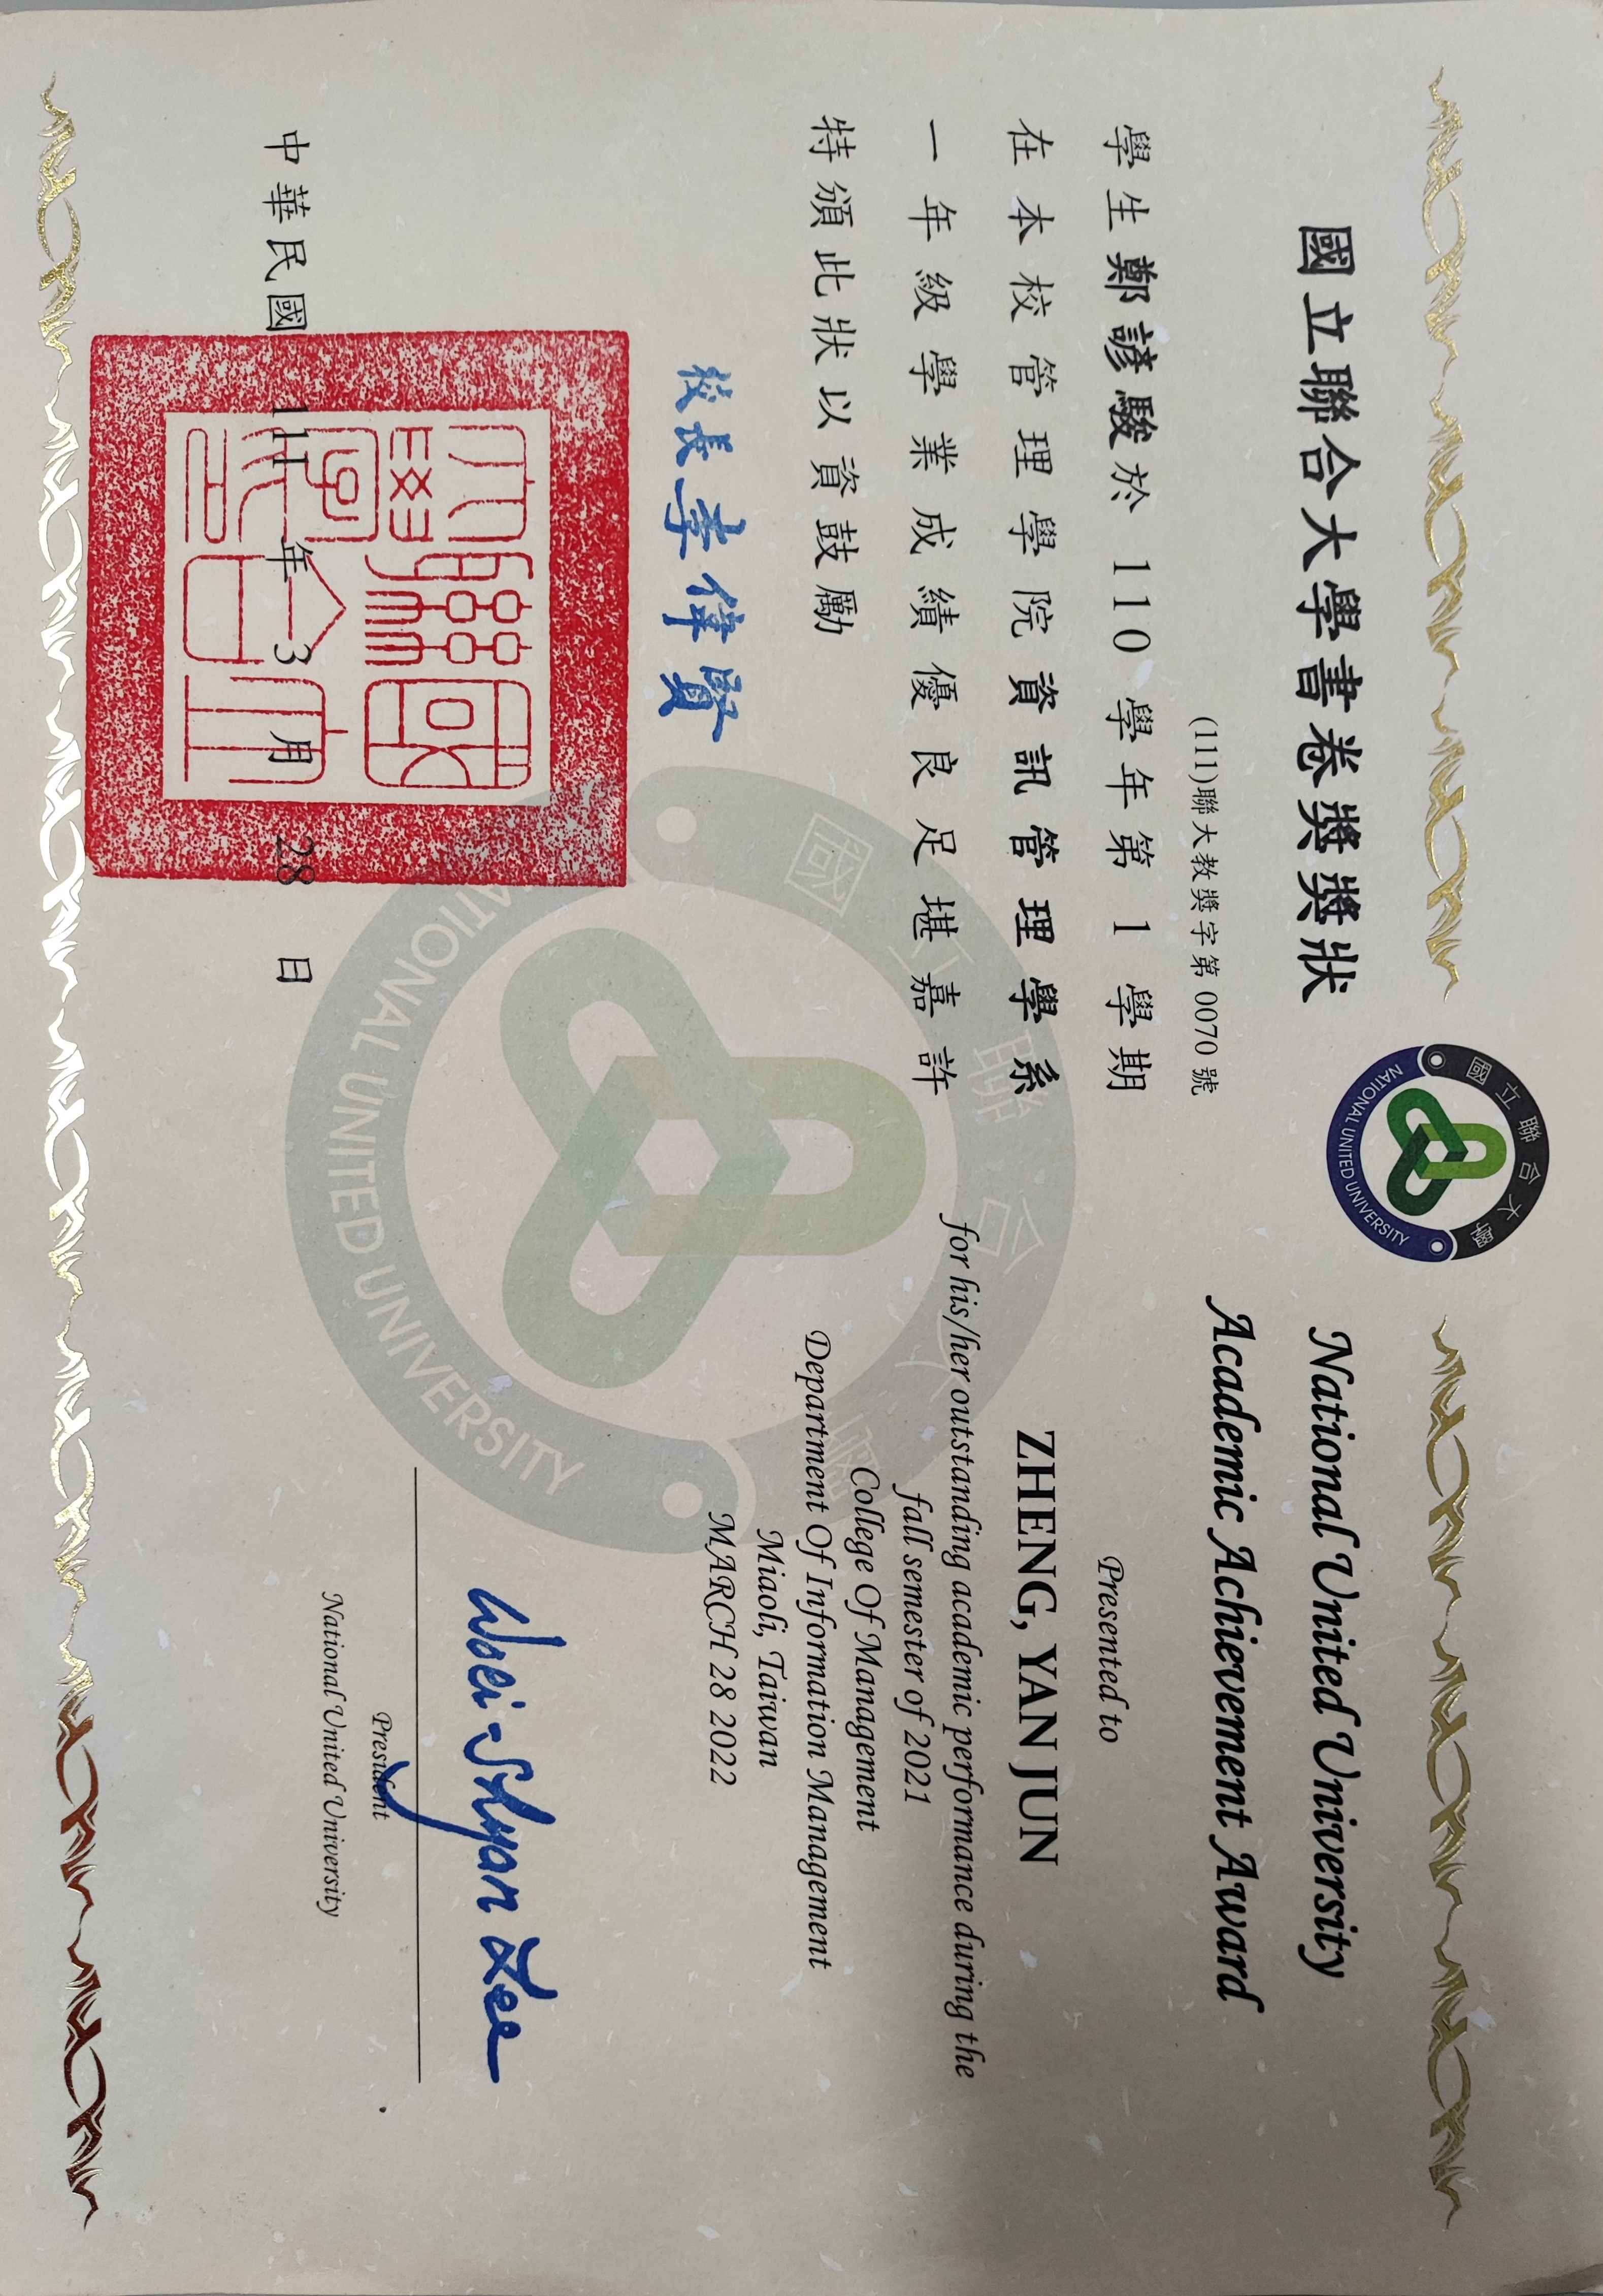 國立聯合大學
NATIONAL UNITED UNIVERSITY
國立聯合大學書卷獎獎狀
(111)聯大教獎字第 0070 號
學生鄭諺駿於 110 學年第 1 學期
在本校管理學院資訊管理學系
一年級學業成績優良足堪嘉許
特頒此狀以資鼓勵
校長李偉賢
國立聯合大學印
中華民國 111 年 3 月 28 日
National United University
Academic Achievement Award
Presented to
ZHENG, YAN JUN
for his/her outstanding academic performance during the
fall semester of 2021
College Of Management
Department Of Information Management
Miaoli, Taiwan
MARCH 28 2022
Woei-Shyan Lee
President
National United University
國立聯合大學
NATIONAL UNITED UNIVERSITY